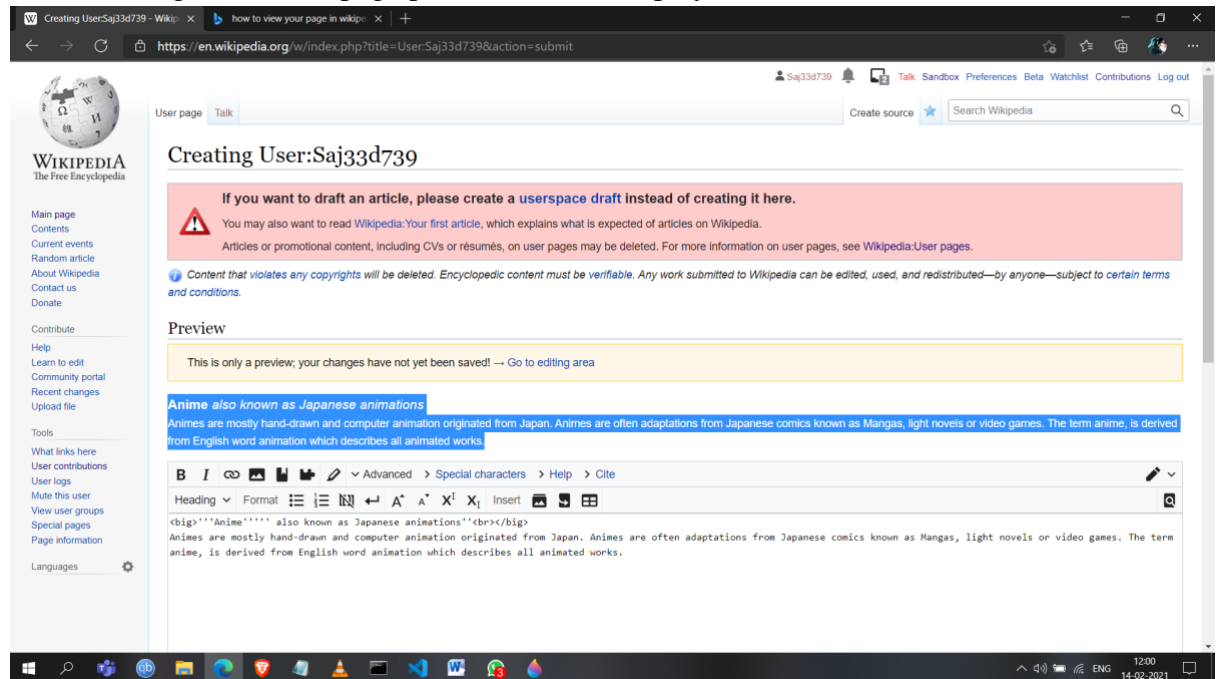 Creating User:Saj33d739 - Wikip
how to view your page in wikipe
https://en.wikipedia.org/w/index.php?title=User:Saj33d739&action=submit
Saj33d739 Talk Sandbox Preferences Beta Watchlist Contributions Log out
User page Talk Create source Search Wikipedia
WIKIPEDIA
The Free Encyclopedia
Main page
Contents
Current events
Random article
About Wikipedia
Contact us
Donate
Contribute
Help
Learn to edit
Community portal
Recent changes
Upload file
Tools
What links here
User contributions
User logs
Mute this user
View user groups
Special pages
Page information
Languages
Creating User:Saj33d739
If you want to draft an article, please create a userspace draft instead of creating it here.
You may also want to read Wikipedia:Your first article, which explains what is expected of articles on Wikipedia.
Articles or promotional content, including CVs or résumés, on user pages may be deleted. For more information on user pages, see Wikipedia:User pages.
Content that violates any copyrights will be deleted. Encyclopedic content must be verifiable. Any work submitted to Wikipedia can be edited, used, and redistributed—by anyone—subject to certain terms
and conditions.
Preview
This is only a preview; your changes have not yet been saved! → Go to editing area
Anime also known as Japanese animations
Animes are mostly hand-drawn and computer animation originated from Japan. Animes are often adaptations from Japanese comics known as Mangas, light novels or video games. The term anime, is derived
from English word animation which describes all animated works.
B I Advanced Special characters Help Cite
Heading Format A A X I X I Insert
<big>'''Anime''''' also known as Japanese animations''<br></big>
Animes are mostly hand-drawn and computer animation originated from Japan. Animes are often adaptations from Japanese comics known as Mangas, light novels or video games. The term
anime, is derived from English word animation which describes all animated works.
ENG
12:00
14-02-2021